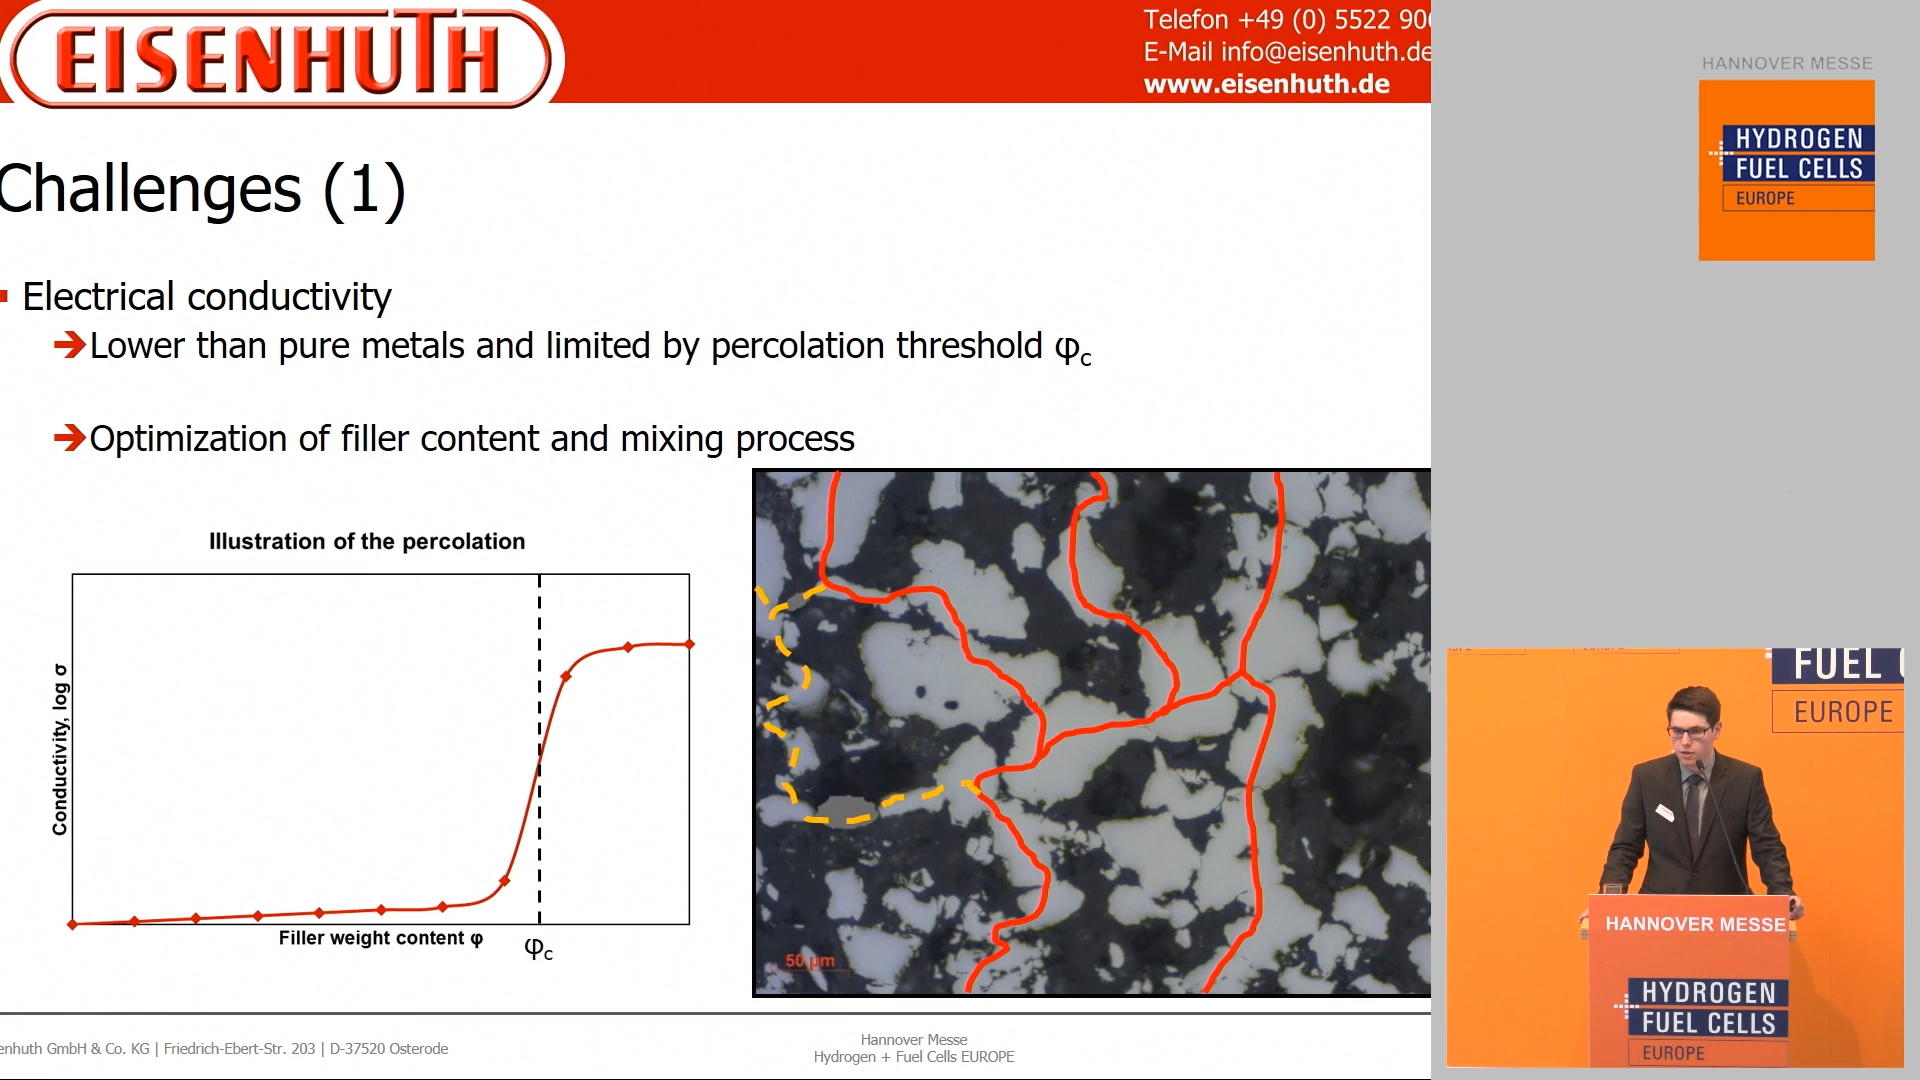 EISENHUTH
Telefon +49 (0) 5522 90
E-Mail info@eisenhuth.de
www.eisenhuth.de
Challenges (1)
Electrical conductivity
Lower than pure metals and limited by percolation threshold φc
Optimization of filler content and mixing process
Illustration of the percolation
Conductivity, log σ
Filler weight content φ
φc
50 µm
enhuth GmbH & Co. KG | Friedrich-Ebert-Str. 203 | D-37520 Osterode
Hannover Messe
Hydrogen + Fuel Cells EUROPE
HANNOVER MESSE
HYDROGEN
FUEL CELLS
EUROPE
FUEL C
EUROPE
HANNOVER MESSE
HYDROGEN
FUEL CELLS
EUROPE